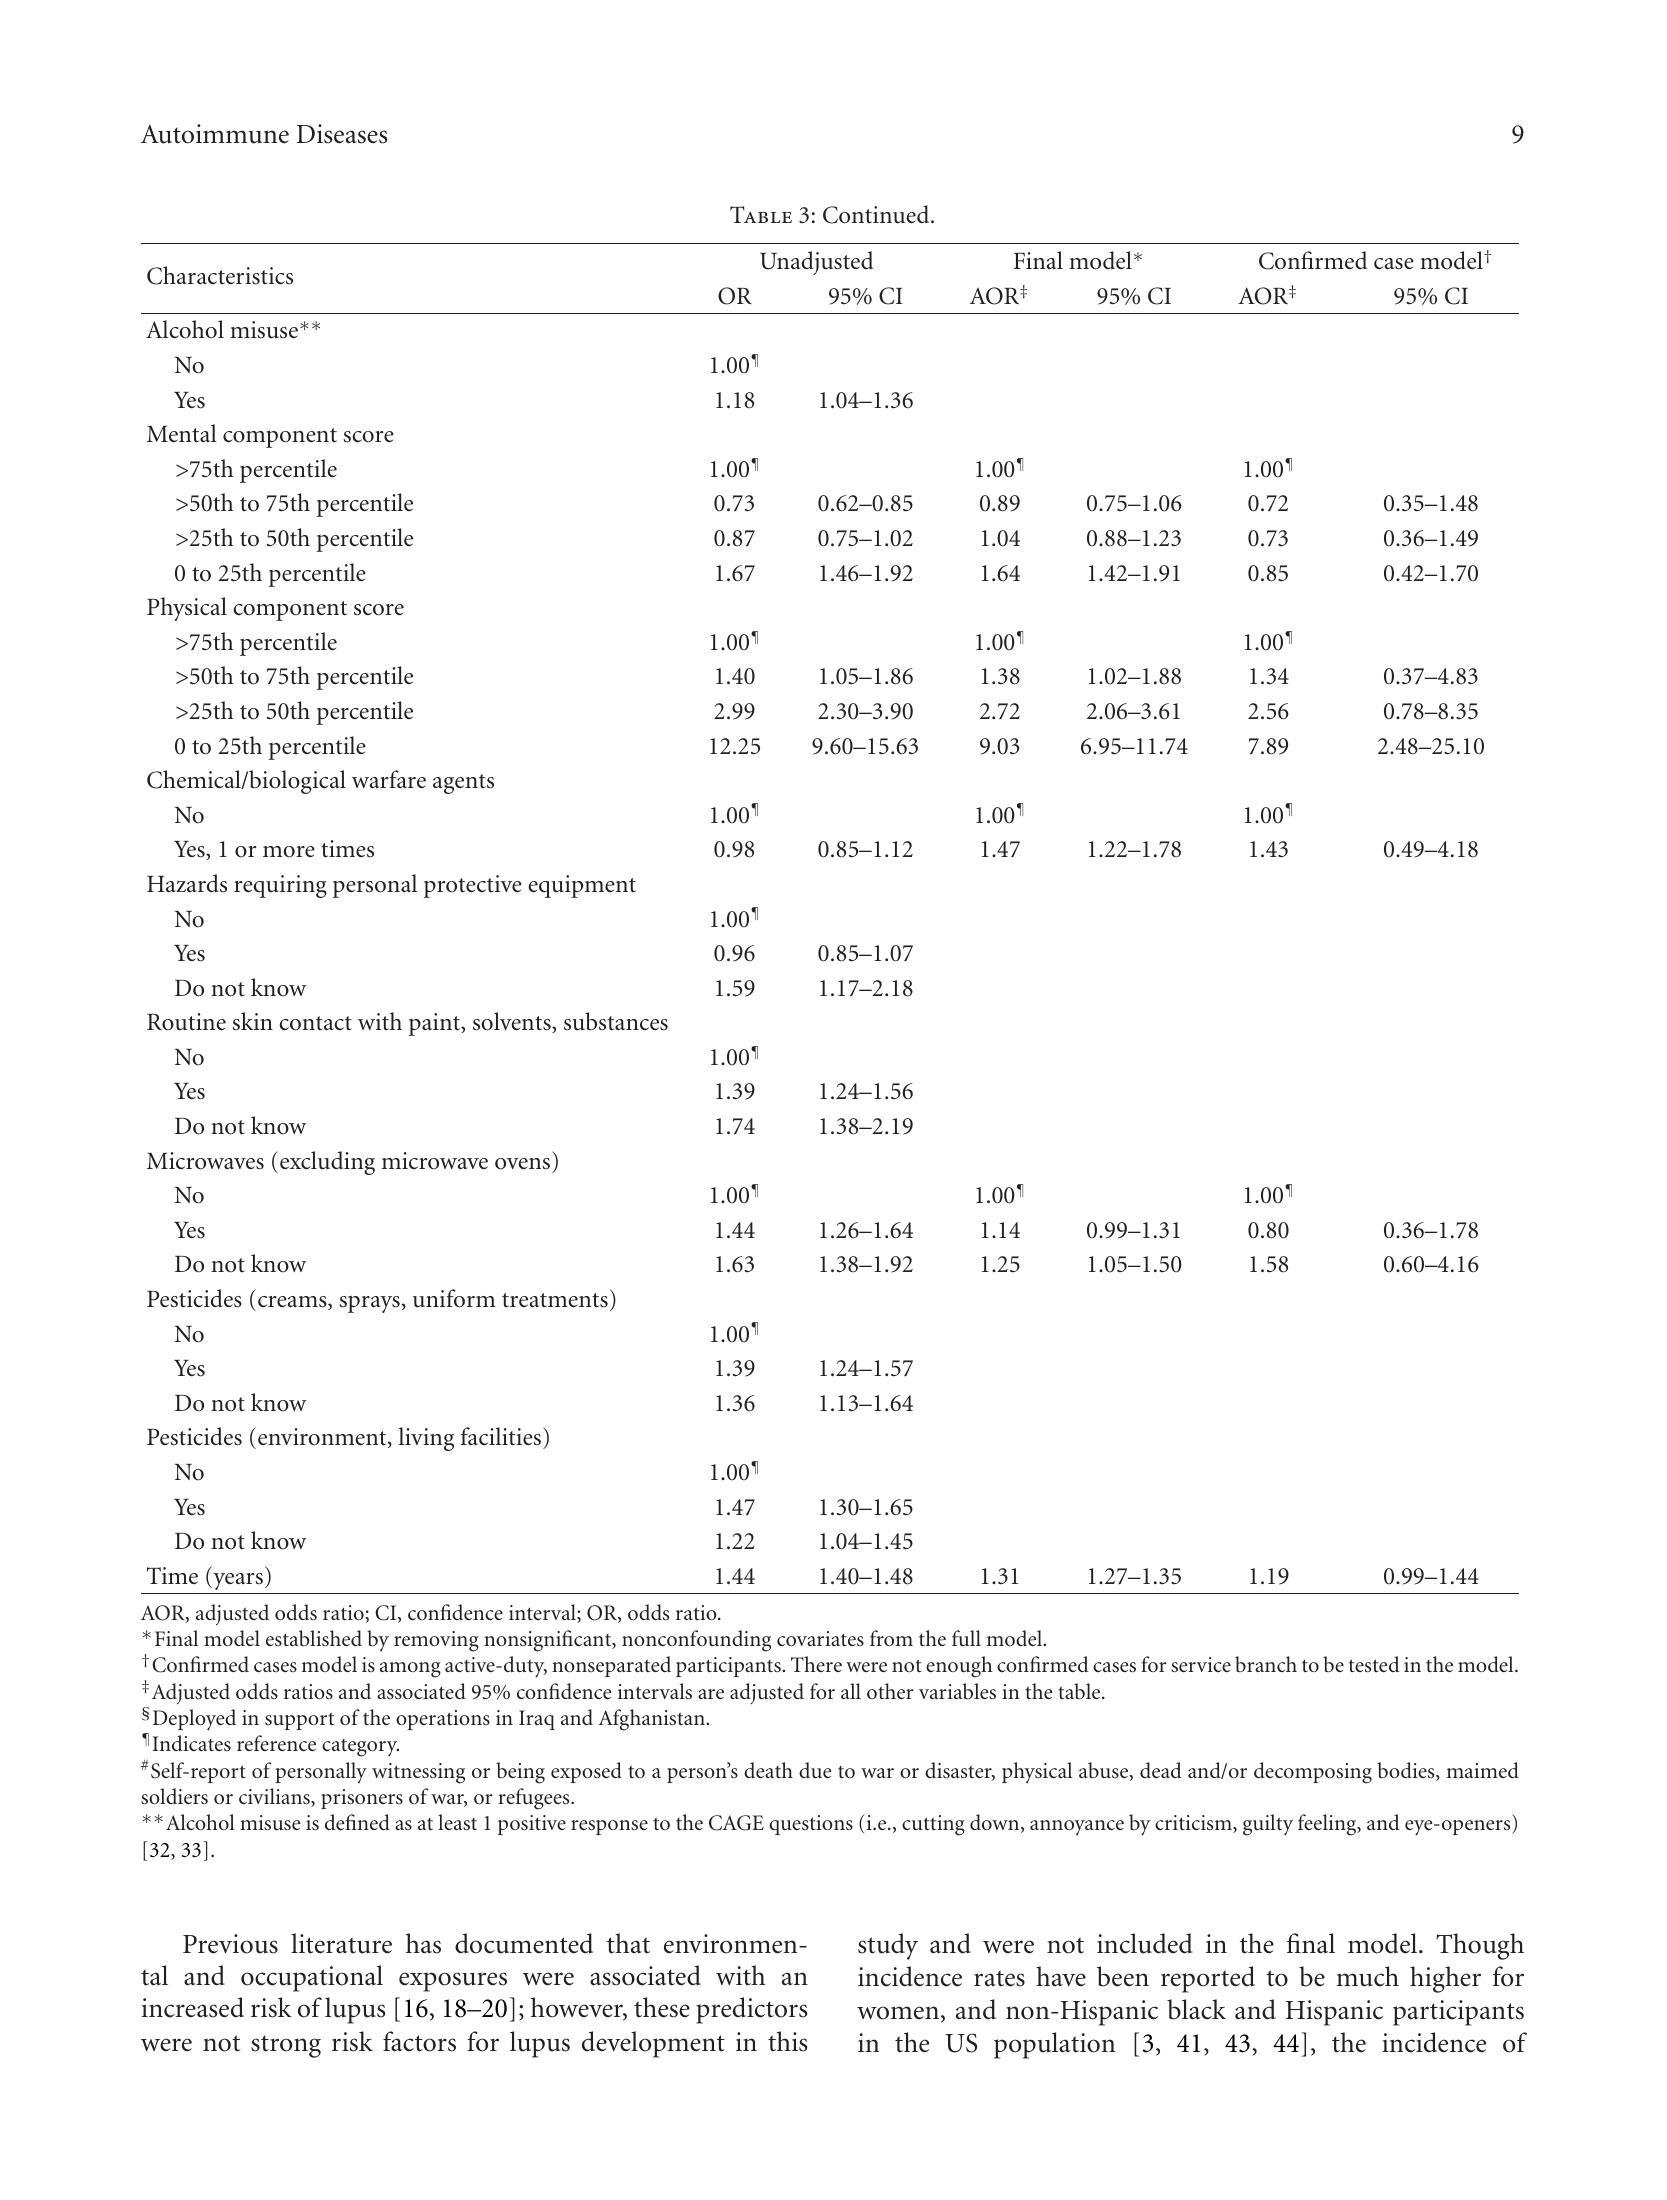 Autoimmune Diseases 9
TABLE 3: Continued.
Characteristics Unadjusted Final model* Confirmed case model†
OR 95% CI AOR‡ 95% CI AOR‡ 95% CI
Alcohol misuse**
No 1.00¶
Yes 1.18 1.04–1.36
Mental component score
>75th percentile 1.00¶ 1.00¶ 1.00¶
>50th to 75th percentile 0.73 0.62–0.85 0.89 0.75–1.06 0.72 0.35–1.48
>25th to 50th percentile 0.87 0.75–1.02 1.04 0.88–1.23 0.73 0.36–1.49
0 to 25th percentile 1.67 1.46–1.92 1.64 1.42–1.91 0.85 0.42–1.70
Physical component score
>75th percentile 1.00¶ 1.00¶ 1.00¶
>50th to 75th percentile 1.40 1.05–1.86 1.38 1.02–1.88 1.34 0.37–4.83
>25th to 50th percentile 2.99 2.30–3.90 2.72 2.06–3.61 2.56 0.78–8.35
0 to 25th percentile 12.25 9.60–15.63 9.03 6.95–11.74 7.89 2.48–25.10
Chemical/biological warfare agents
No 1.00¶ 1.00¶ 1.00¶
Yes, 1 or more times 0.98 0.85–1.12 1.47 1.22–1.78 1.43 0.49–4.18
Hazards requiring personal protective equipment
No 1.00¶
Yes 0.96 0.85–1.07
Do not know 1.59 1.17–2.18
Routine skin contact with paint, solvents, substances
No 1.00¶
Yes 1.39 1.24–1.56
Do not know 1.74 1.38–2.19
Microwaves (excluding microwave ovens)
No 1.00¶ 1.00¶ 1.00¶
Yes 1.44 1.26–1.64 1.14 0.99–1.31 0.80 0.36–1.78
Do not know 1.63 1.38–1.92 1.25 1.05–1.50 1.58 0.60–4.16
Pesticides (creams, sprays, uniform treatments)
No 1.00¶
Yes 1.39 1.24–1.57
Do not know 1.36 1.13–1.64
Pesticides (environment, living facilities)
No 1.00¶
Yes 1.47 1.30–1.65
Do not know 1.22 1.04–1.45
Time (years) 1.44 1.40–1.48 1.31 1.27–1.35 1.19 0.99–1.44
AOR, adjusted odds ratio; CI, confidence interval; OR, odds ratio.
*Final model established by removing nonsignificant, nonconfounding covariates from the full model.
†Confirmed cases model is among active-duty, nonseparated participants. There were not enough confirmed cases for service branch to be tested in the model.
‡Adjusted odds ratios and associated 95% confidence intervals are adjusted for all other variables in the table.
§Deployed in support of the operations in Iraq and Afghanistan.
¶Indicates reference category.
#Self-report of personally witnessing or being exposed to a person's death due to war or disaster, physical abuse, dead and/or decomposing bodies, maimed
soldiers or civilians, prisoners of war, or refugees.
**Alcohol misuse is defined as at least 1 positive response to the CAGE questions (i.e., cutting down, annoyance by criticism, guilty feeling, and eye-openers)
[32, 33].
Previous literature has documented that environmen-
tal and occupational exposures were associated with an
increased risk of lupus [16, 18–20]; however, these predictors
were not strong risk factors for lupus development in this
study and were not included in the final model. Though
incidence rates have been reported to be much higher for
women, and non-Hispanic black and Hispanic participants
in the US population [3, 41, 43, 44], the incidence of